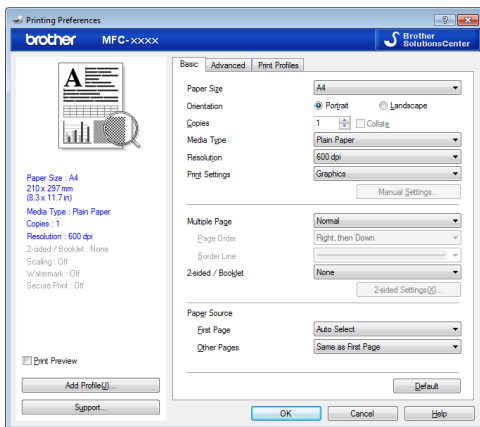 Printing Preferences
brother MFC-xxxx
Brother
SolutionsCenter
Basic Advanced Print Profiles
A
Paper Size : A4
210 x 297 mm
(8.3 x 11.7 in)
Media Type : Plain Paper
Copies : 1
Resolution : 600 dpi
2-sided / Booklet : None
Scaling : Off
Watermark : Off
Secure Print : Off
Print Preview
Add Profile(J)...
Support...
Paper Size A4
Orientation Portrait Landscape
Copies 1 Collate
Media Type Plain Paper
Resolution 600 dpi
Print Settings Graphics
Manual Settings...
Multiple Page Normal
Page Order Right, then Down
Border Line
2-sided / Booklet None
2-sided Settings(X)...
Paper Source
First Page Auto Select
Other Pages Same as First Page
Default
OK Cancel Help